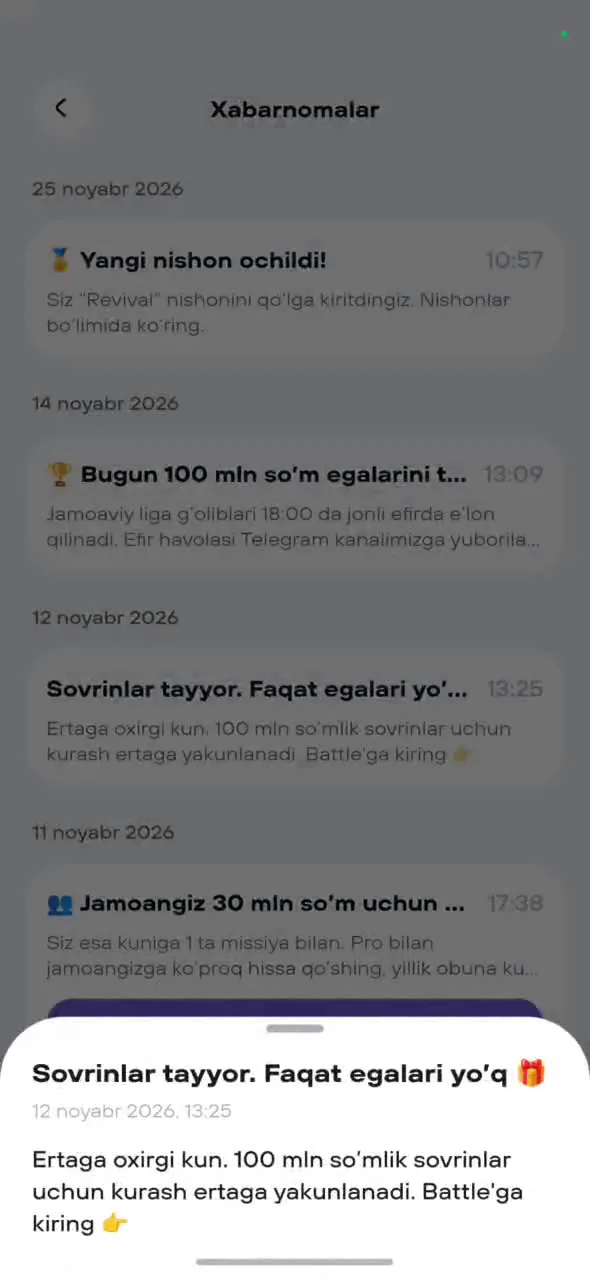 Xabarnomalar
25 noyabr 2026
🏅 Yangi nishon ochildi! 10:57
Siz “Revival” nishonini qo‘lga kiritdingiz. Nishonlar
bo‘limida ko‘ring.
14 noyabr 2026
🏆 Bugun 100 mln so‘m egalarini t... 13:09
Jamoaviy liga g‘oliblari 18:00 da jonli efirda e’lon
qilinadi. Efir havolasi Telegram kanalimizga yuborila...
12 noyabr 2026
Sovrinlar tayyor. Faqat egalari yo‘... 13:25
Ertaga oxirgi kun. 100 mln so‘mlik sovrinlar uchun
kurash ertaga yakunlanadi. Battle'ga kiring 👉
11 noyabr 2026
👥 Jamoangiz 30 mln so‘m uchun ... 17:38
Siz esa kuniga 1 ta missiya bilan. Pro bilan
jamoangizga ko‘proq hissa qo‘shing, yillik obuna ku...
Sovrinlar tayyor. Faqat egalari yo‘q 🎁
12 noyabr 2026, 13:25
Ertaga oxirgi kun. 100 mln so‘mlik sovrinlar
uchun kurash ertaga yakunlanadi. Battle'ga
kiring 👉